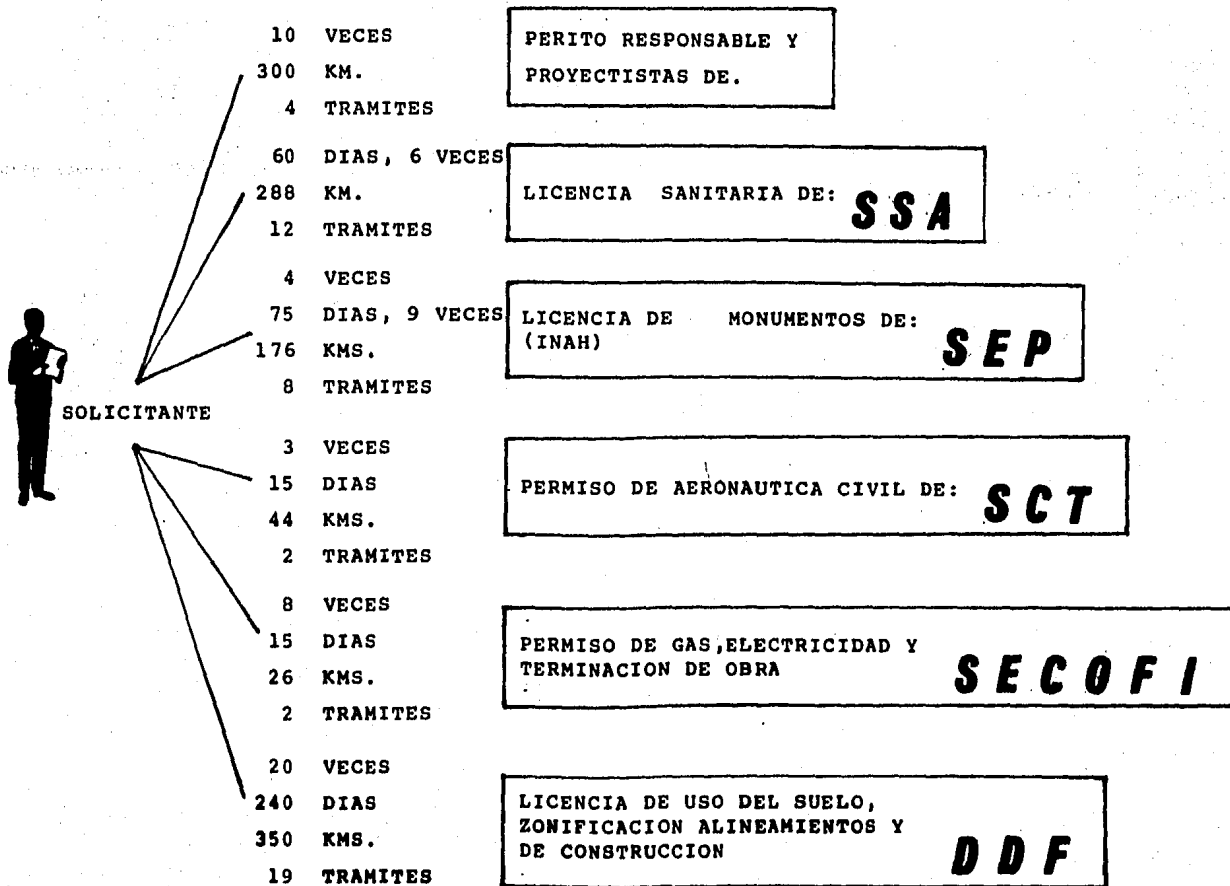 10 VECES
300 KM.
4 TRAMITES
PERITO RESPONSABLE Y
PROYECTISTAS DE.
60 DIAS, 6 VECES
288 KM.
12 TRAMITES
LICENCIA SANITARIA DE: SSA
4 VECES
75 DIAS, 9 VECES
176 KMS.
8 TRAMITES
LICENCIA DE MONUMENTOS DE:
(INAH)
SEP
SOLICITANTE
3 VECES
15 DIAS
44 KMS.
2 TRAMITES
PERMISO DE AERONAUTICA CIVIL DE: SCT
8 VECES
15 DIAS
26 KMS.
2 TRAMITES
PERMISO DE GAS,ELECTRICIDAD Y
TERMINACION DE OBRA
SECOFI
20 VECES
240 DIAS
350 KMS.
19 TRAMITES
LICENCIA DE USO DEL SUELO,
ZONIFICACION ALINEAMIENTOS Y
DE CONSTRUCCION
DDF